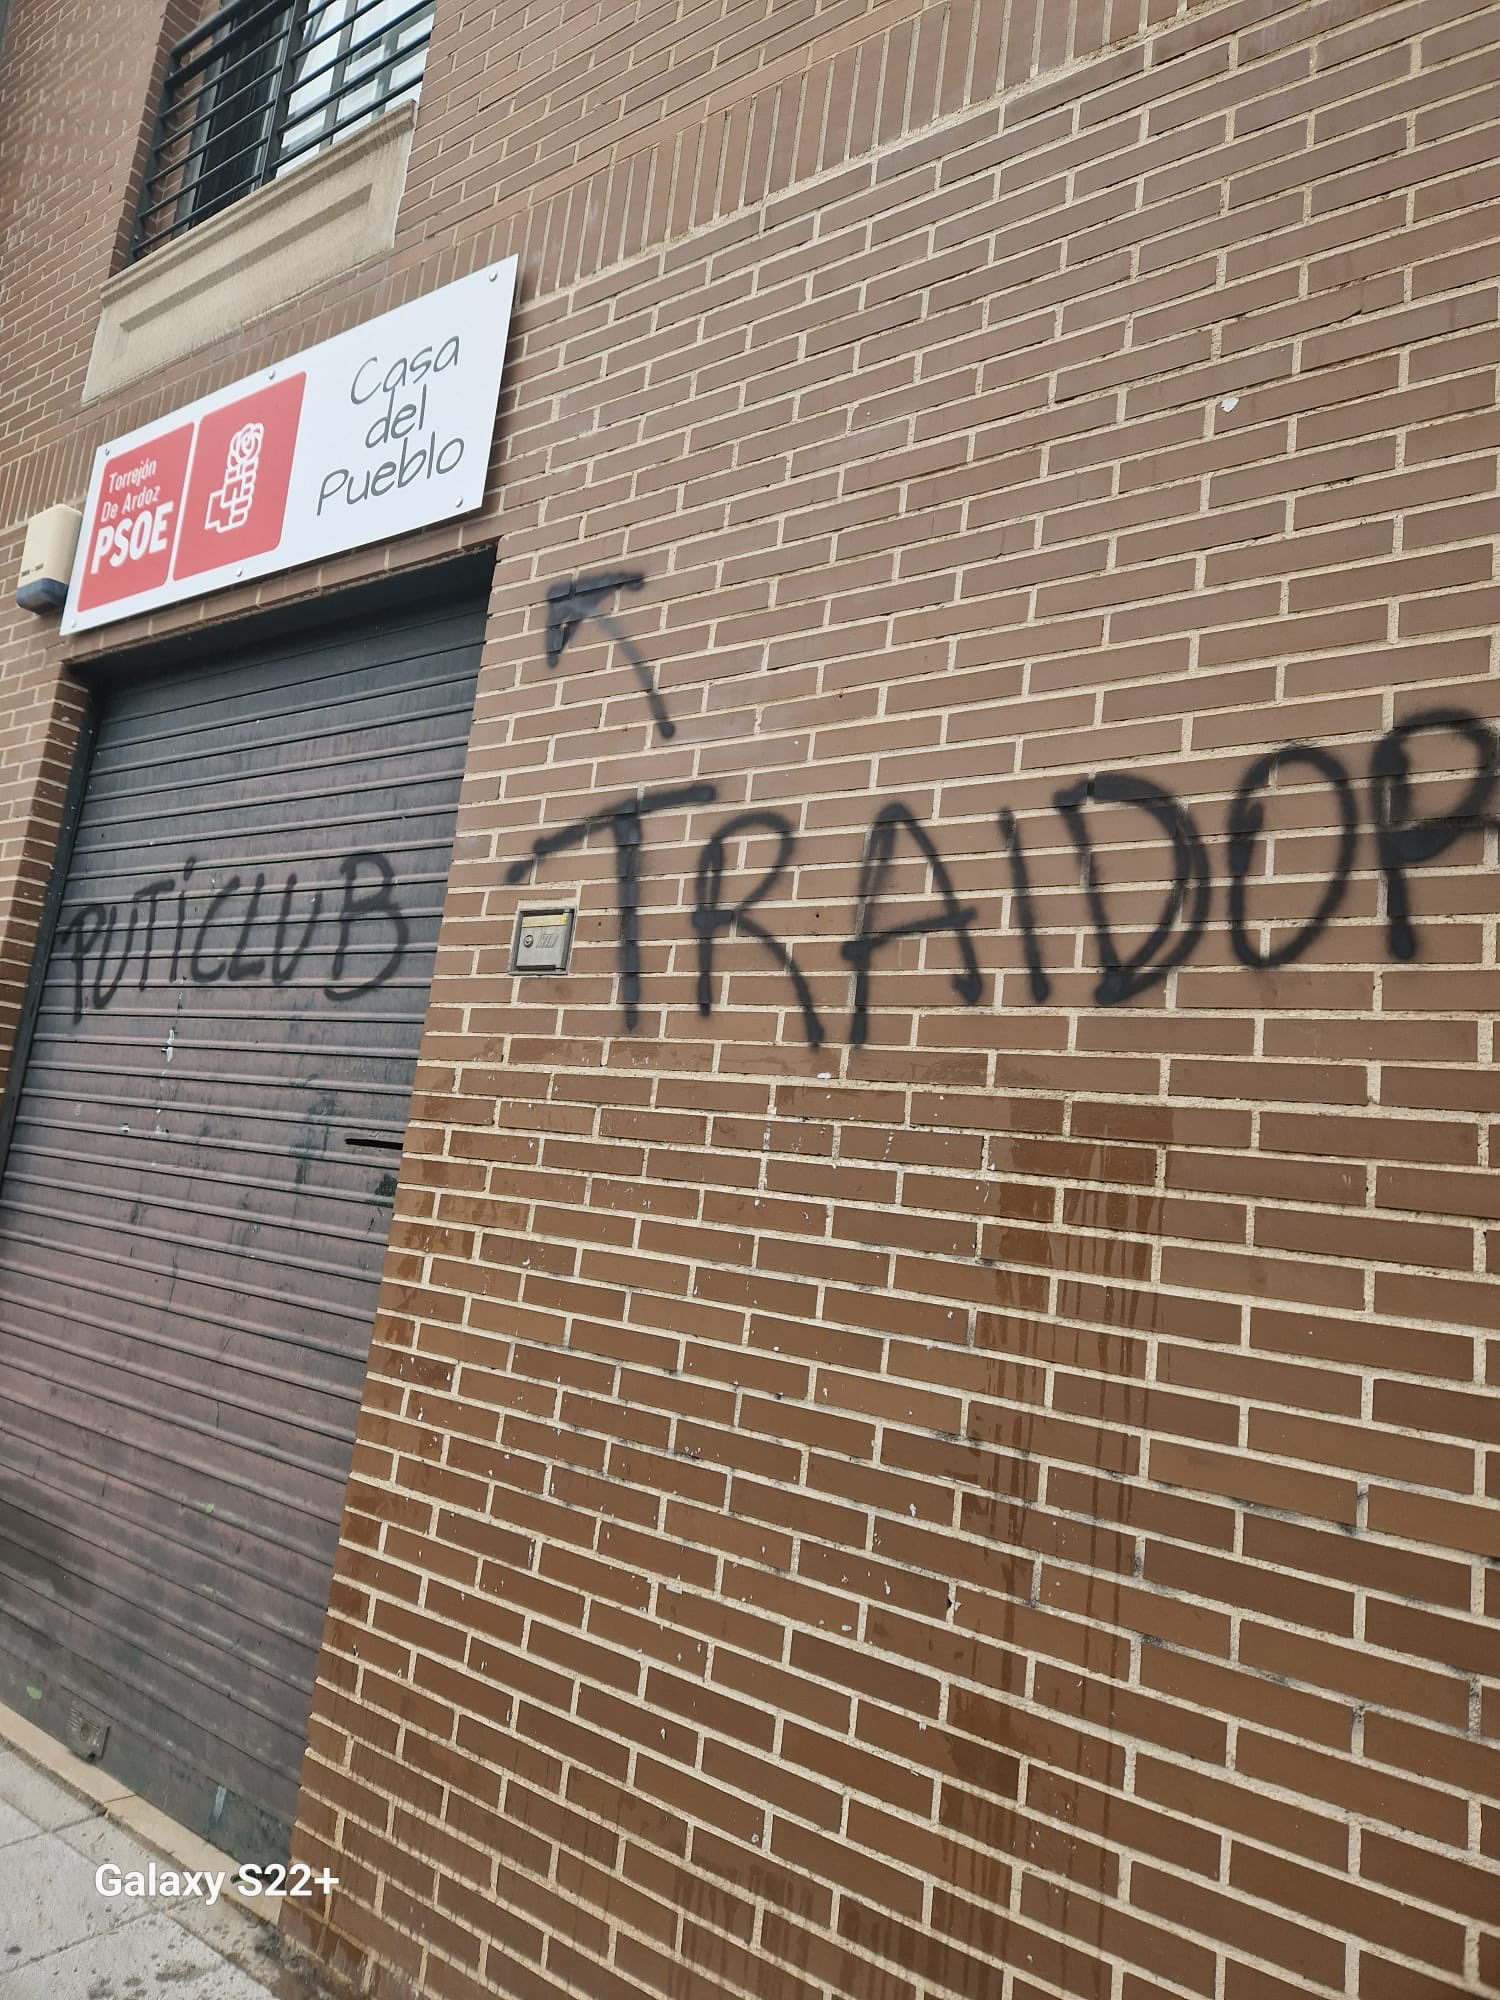 Torrejón
De Ardoz
PSOE
Casa
del
Pueblo
PUTiCLUB
TRAIDOR
Galaxy S22+